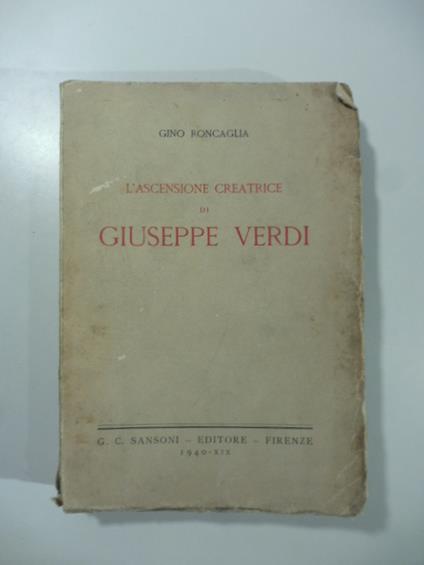 GINO RONCAGLIA
L'ASCENSIONE CREATRICE
DI
GIUSEPPE VERDI
G. C. SANSONI – EDITORE – FIRENZE
1940-XIX